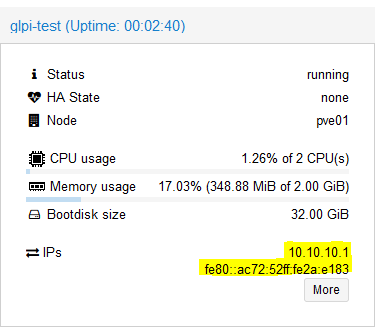 glpi-test (Uptime: 00:02:40)
Status running
HA State none
Node pve01
CPU usage 1.26% of 2 CPU(s)
Memory usage 17.03% (348.88 MiB of 2.00 GiB)
Bootdisk size 32.00 GiB
IPs 10.10.10.1
fe80::ac72:52ff:fe2a:e183
More